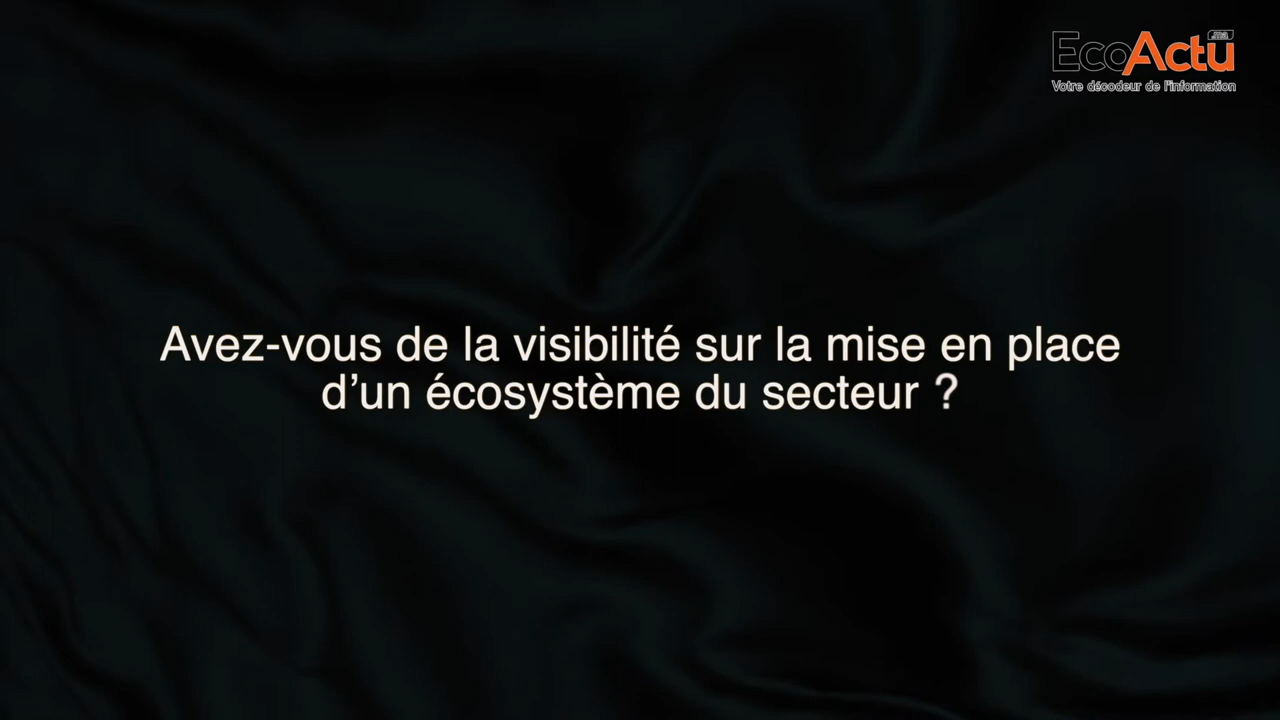 EcoActu
.ma
Votre décodeur de l'information
Avez-vous de la visibilité sur la mise en place
d’un écosystème du secteur ?